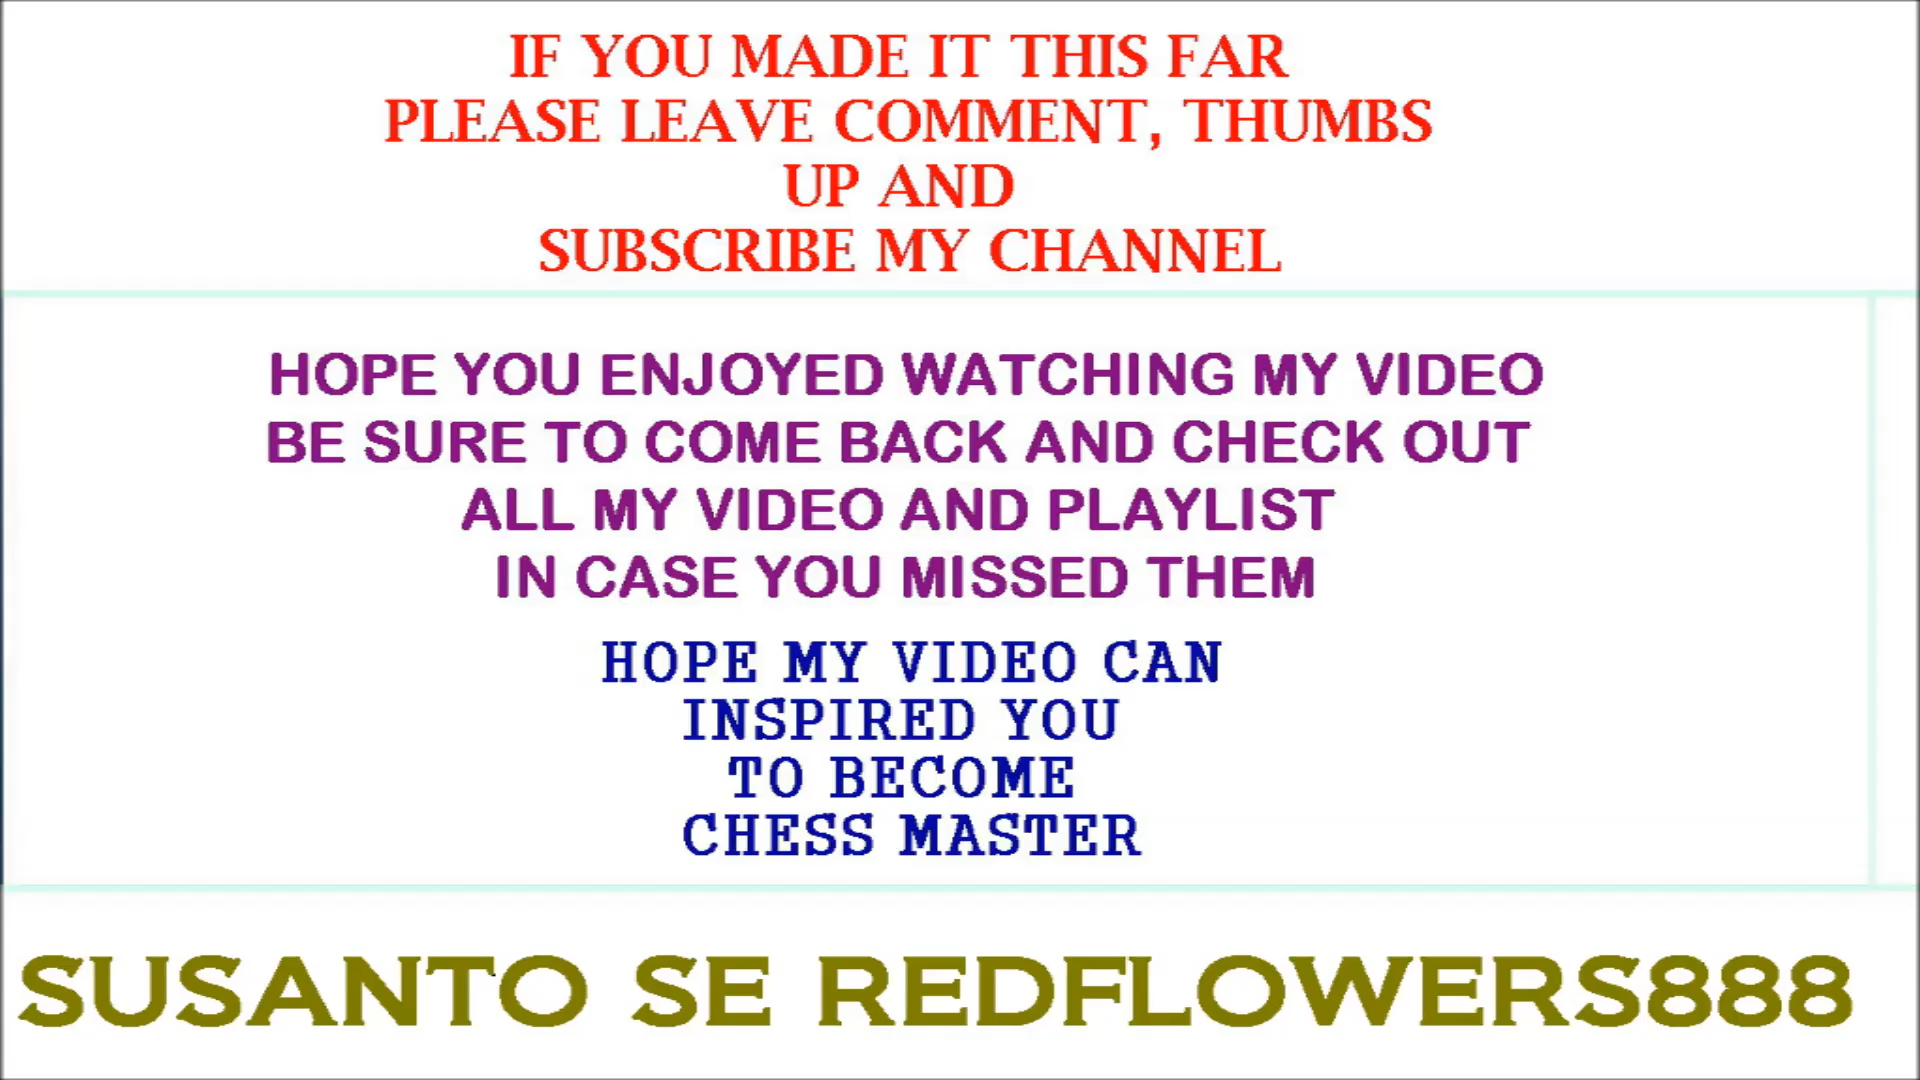 IF YOU MADE IT THIS FAR
PLEASE LEAVE COMMENT, THUMBS
UP AND
SUBSCRIBE MY CHANNEL
HOPE YOU ENJOYED WATCHING MY VIDEO
BE SURE TO COME BACK AND CHECK OUT
ALL MY VIDEO AND PLAYLIST
IN CASE YOU MISSED THEM
HOPE MY VIDEO CAN
INSPIRED YOU
TO BECOME
CHESS MASTER
SUSANTO SE REDFLOWERS888